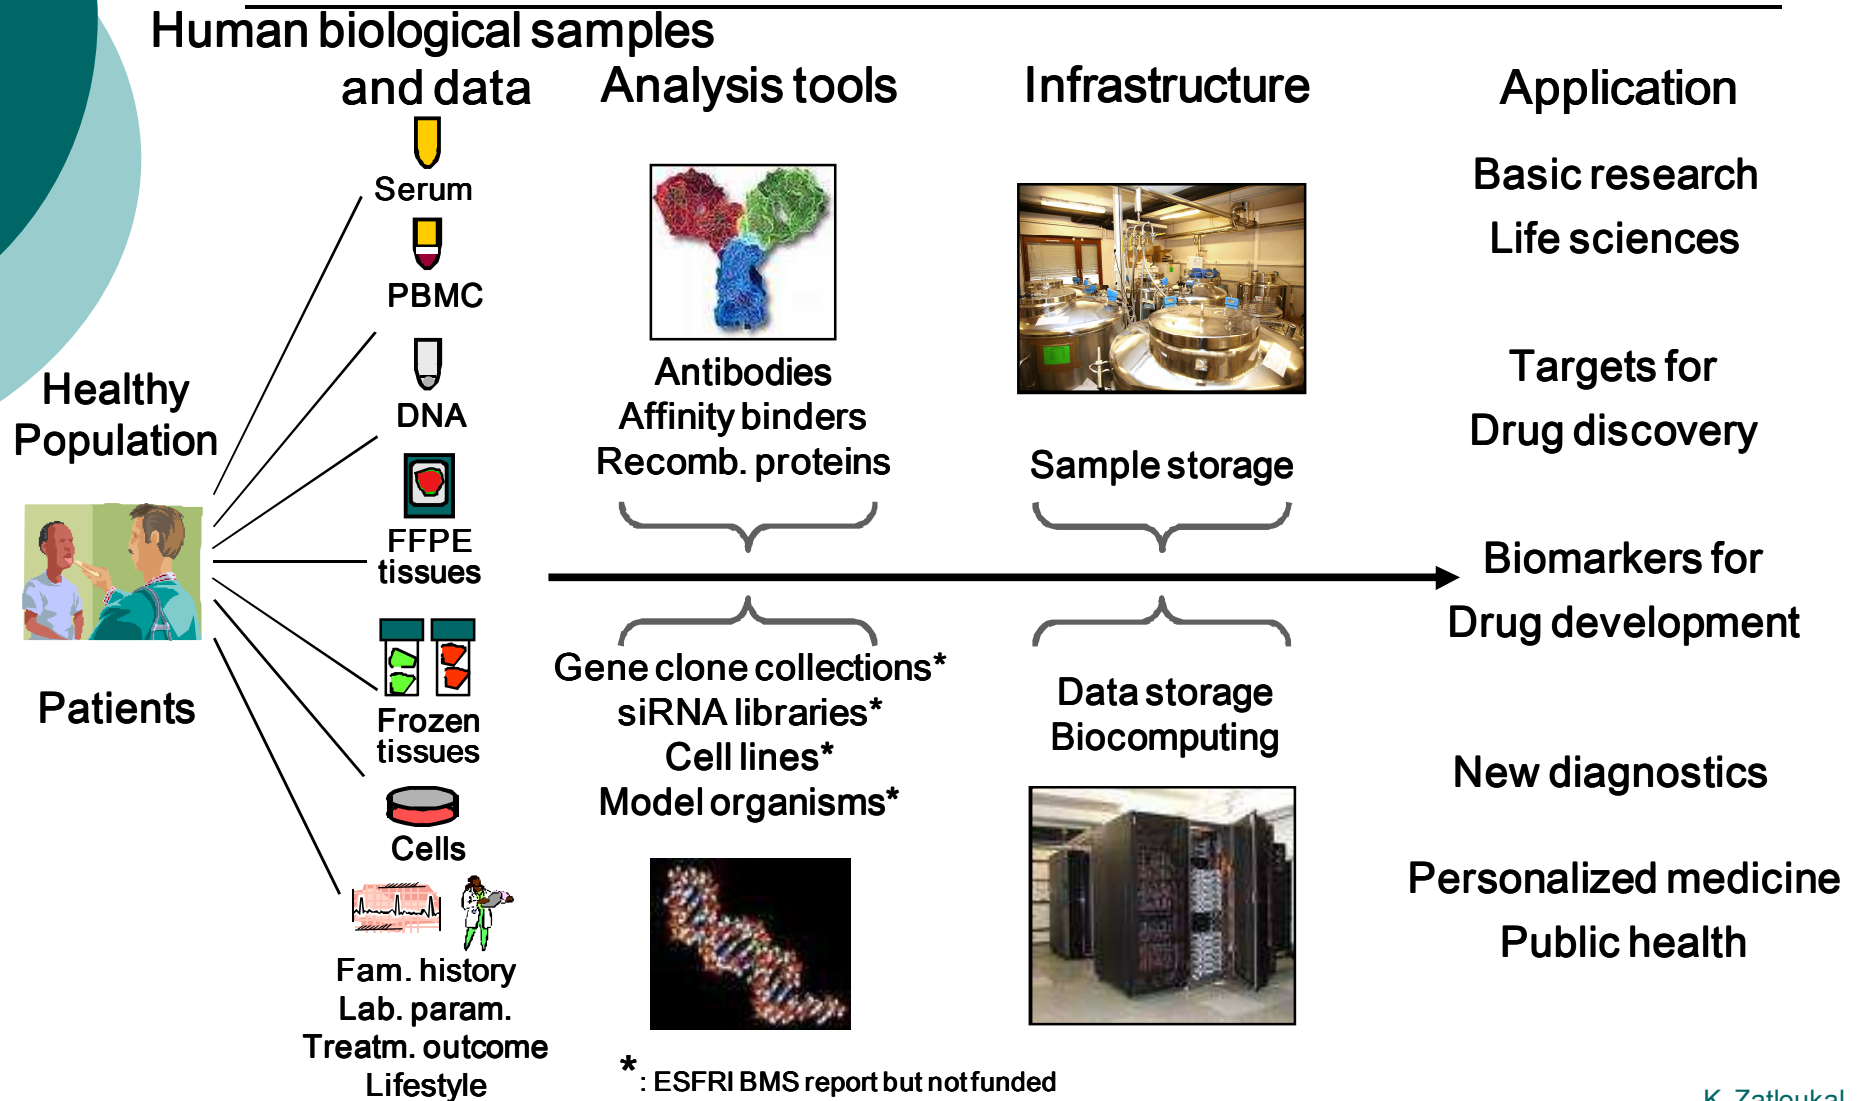 Human biological samples
and data
Analysis tools
Infrastructure
Application
Serum
PBMC
DNA
FFPE
tissues
Frozen
tissues
Cells
Fam. history
Lab. param.
Treatm. outcome
Lifestyle
Healthy
Population
Patients
Antibodies
Affinity binders
Recomb. proteins
Gene clone collections*
siRNA libraries*
Cell lines*
Model organisms*
*: ESFRI BMS report but not funded
Sample storage
Data storage
Biocomputing
Basic research
Life sciences
Targets for
Drug discovery
Biomarkers for
Drug development
New diagnostics
Personalized medicine
Public health
K. Zatloukal